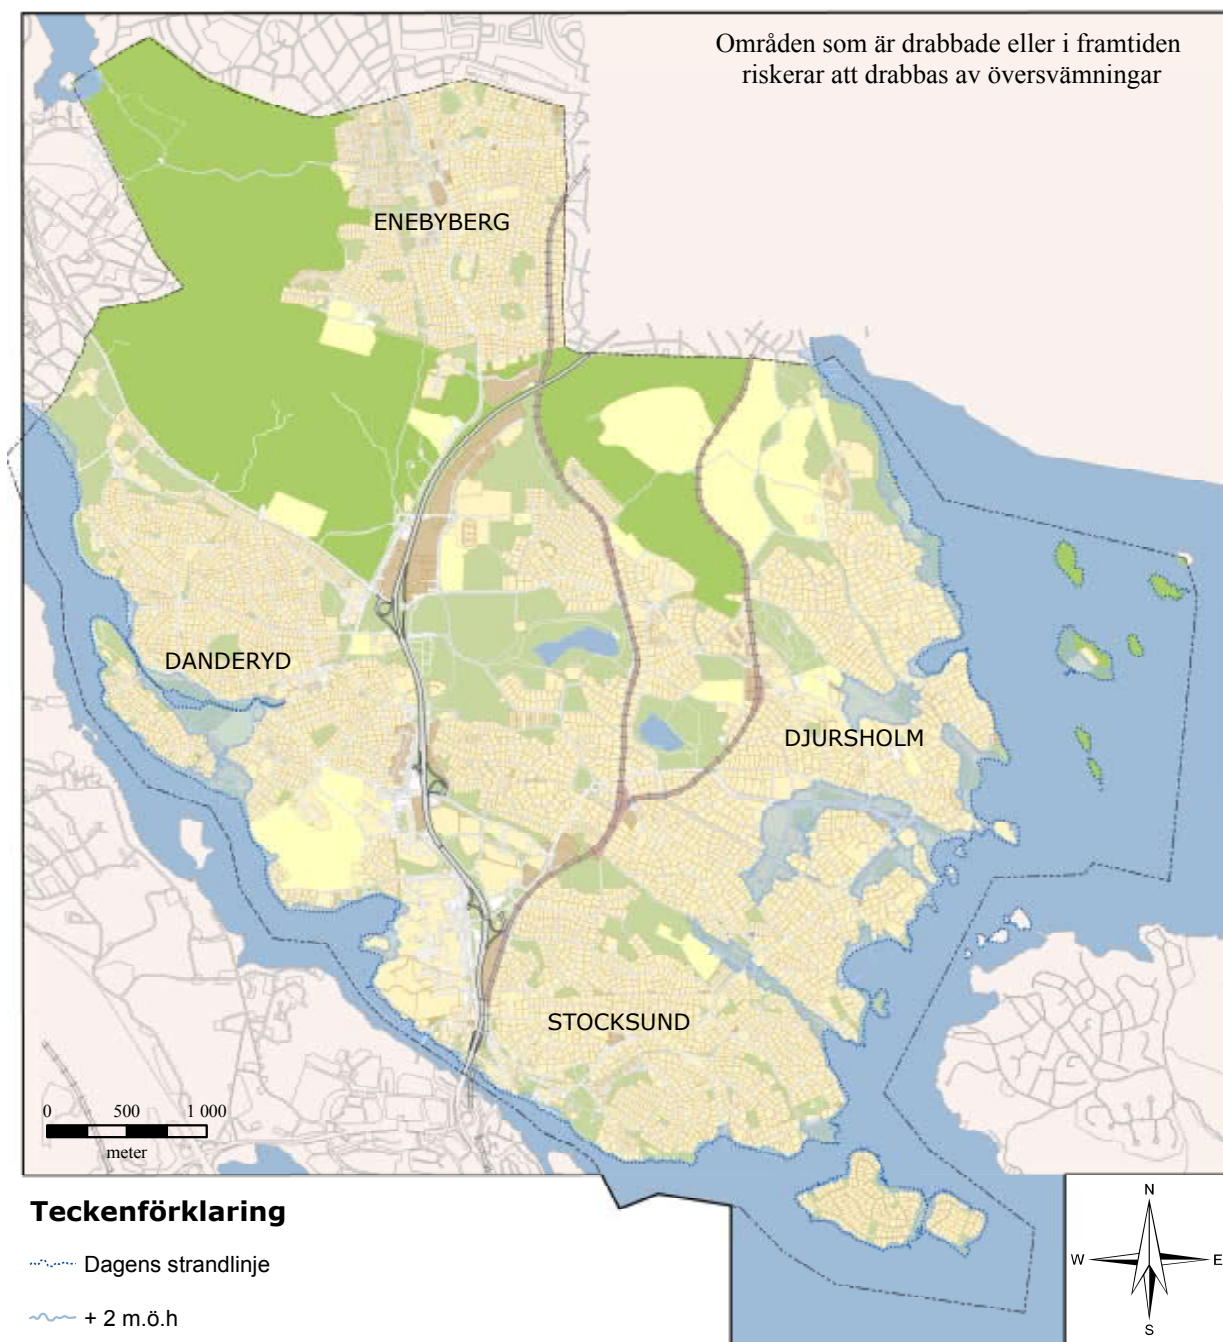 Områden som är drabbade eller i framtiden
riskerar att drabbas av översvämningar
ENEBYBERG
DANDERYD
DJURSHOLM
STOCKSUND
0 500 1 000
meter
Teckenförklaring
Dagens strandlinje
+ 2 m.ö.h
N
W E
S